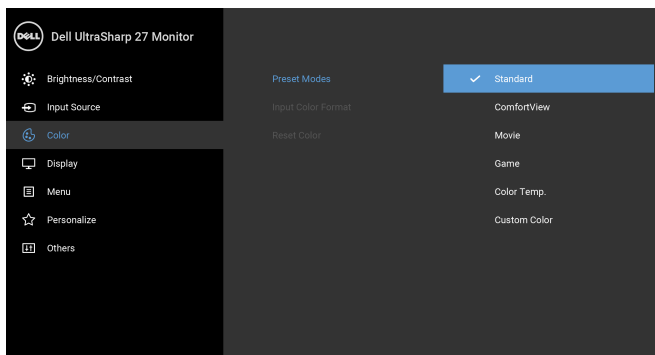 DELL Dell UltraSharp 27 Monitor
Brightness/Contrast
Input Source
Color
Display
Menu
Personalize
Others
Preset Modes
Input Color Format
Reset Color
Standard
ComfortView
Movie
Game
Color Temp.
Custom Color